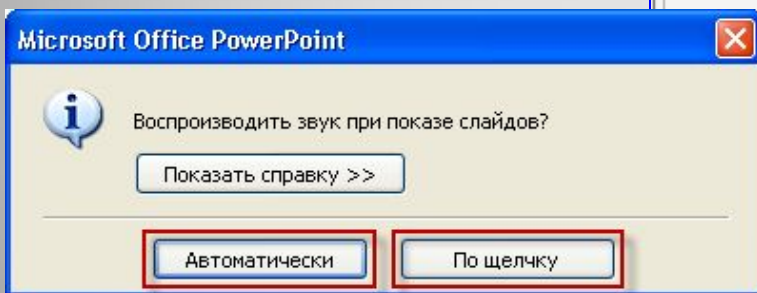 Microsoft Office PowerPoint
Воспроизводить звук при показе слайдов?
Показать справку >>
Автоматически
По щелчку